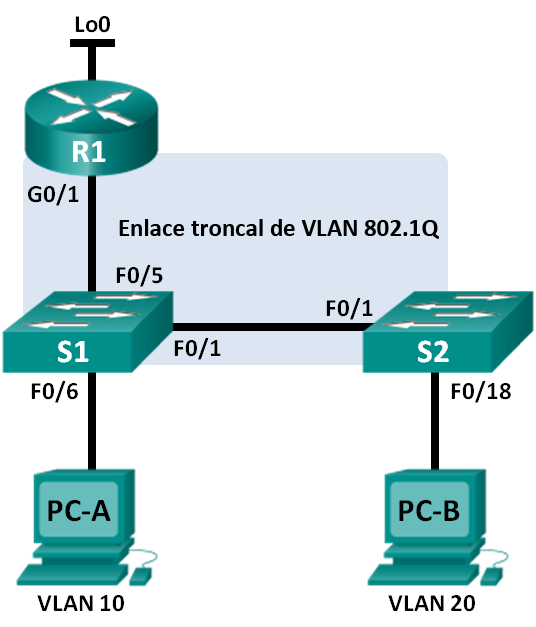 Lo0
R1
G0/1
Enlace troncal de VLAN 802.1Q
F0/5
F0/1
S1
F0/1
S2
F0/6
F0/18
PC-A
PC-B
VLAN 10
VLAN 20